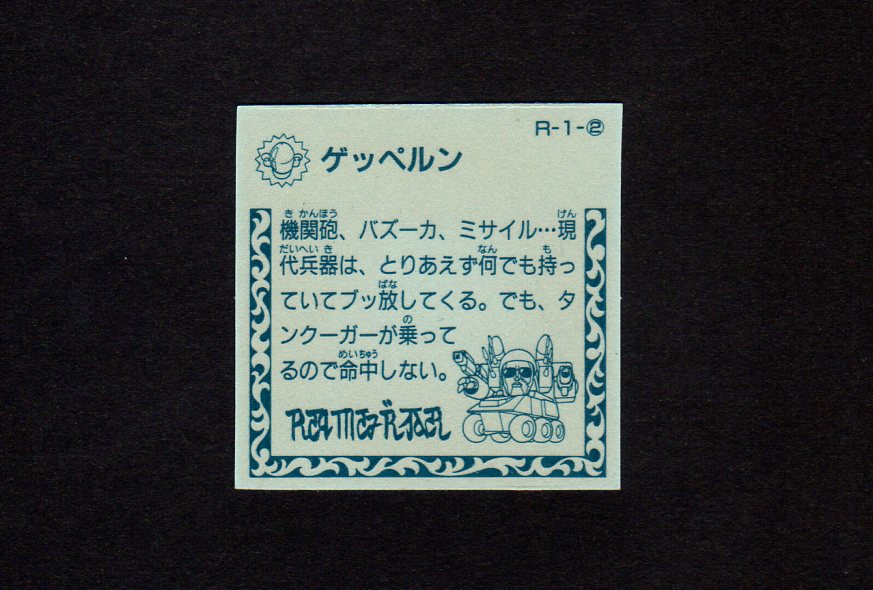 R-1-②
ゲッペルン
機関砲、バズーカ、ミサイル…現
代兵器は、とりあえず何でも持っ
ていてブッ放してくる。でも、タ
ンクーガーが乗って
るので命中しない。